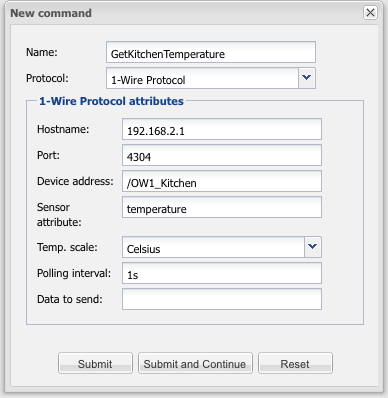 New command
Name: GetKitchenTemperature
Protocol: 1-Wire Protocol
1-Wire Protocol attributes
Hostname: 192.168.2.1
Port: 4304
Device address: /OW1_Kitchen
Sensor
attribute: temperature
Temp. scale: Celsius
Polling interval: 1s
Data to send:
Submit Submit and Continue Reset